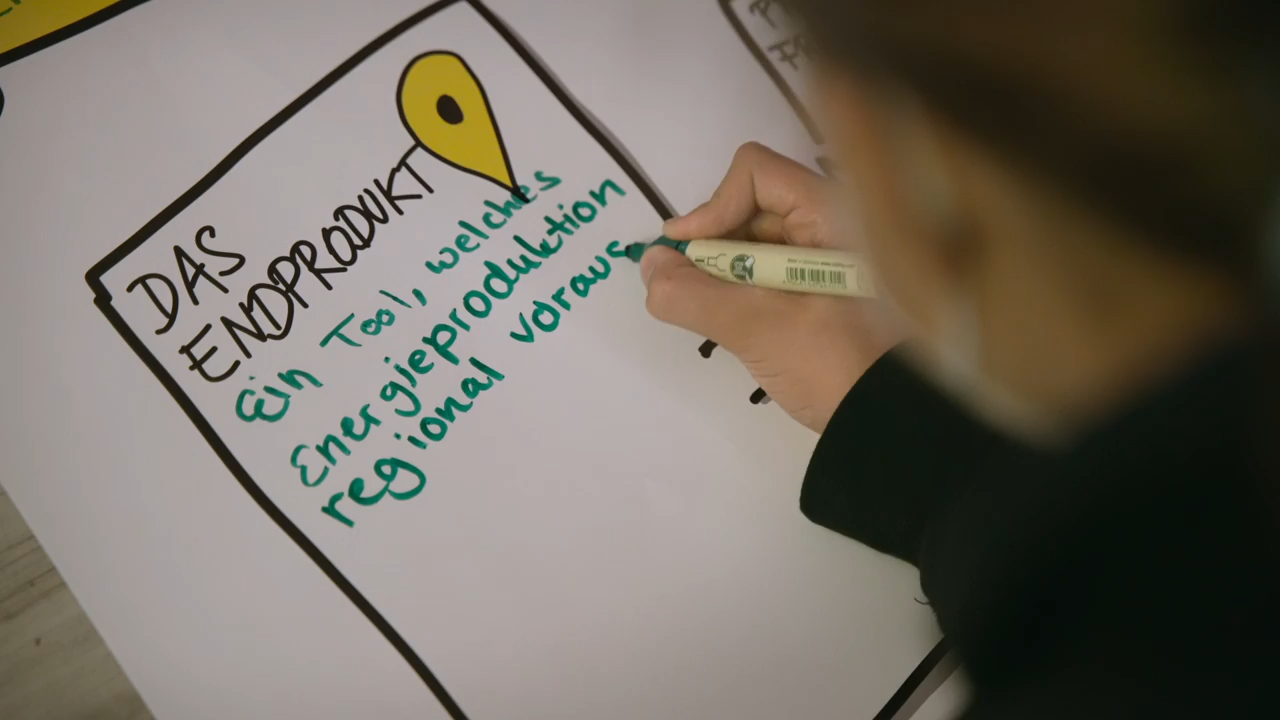 DAS
ENDPRODUKT
Ein Tool, welches
Energieproduktion
regional voraus